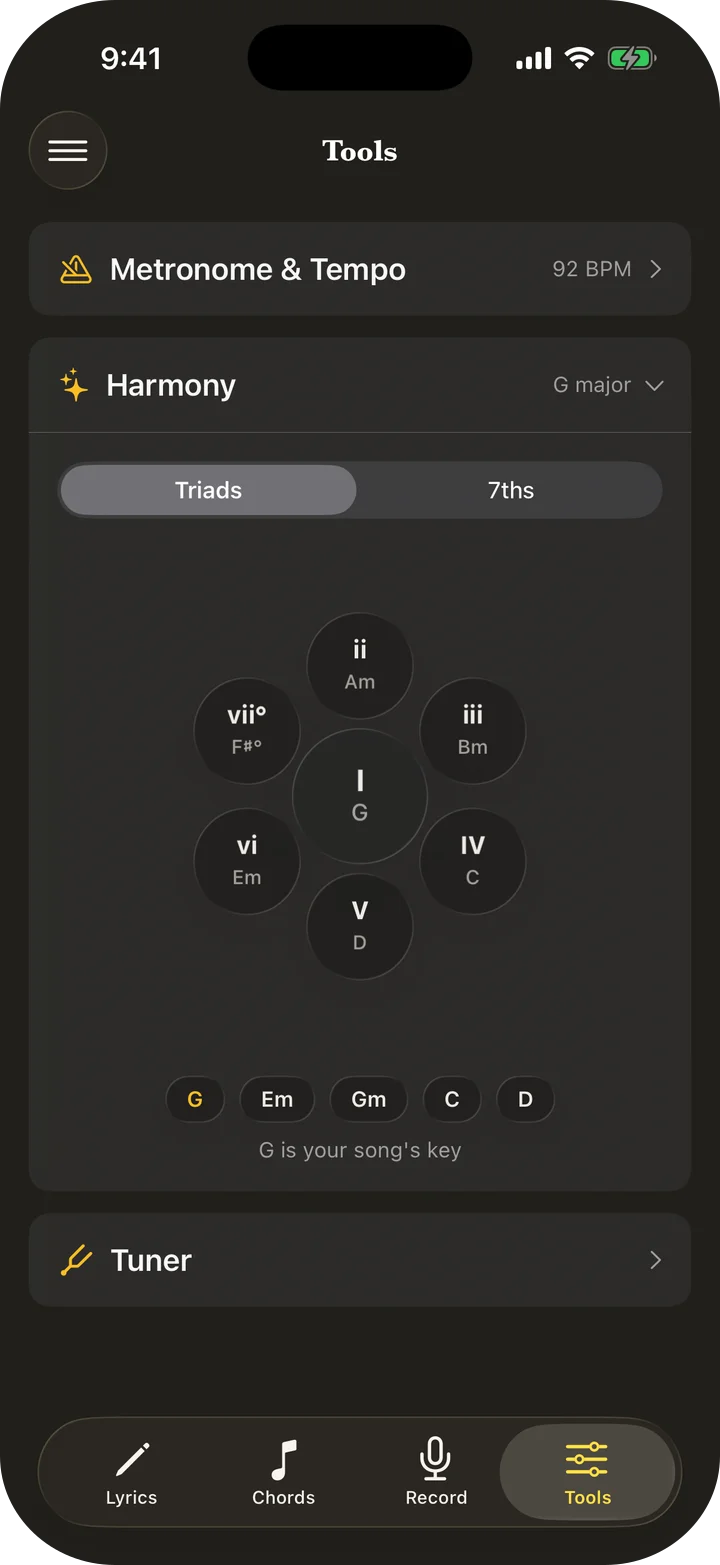 9:41
Tools
Metronome & Tempo 92 BPM
Harmony G major
Triads 7ths
ii
Am
vii° iii
F♯° Bm
I
G
vi IV
Em C
V
D
G Em Gm C D
G is your song's key
Tuner
Lyrics Chords Record Tools